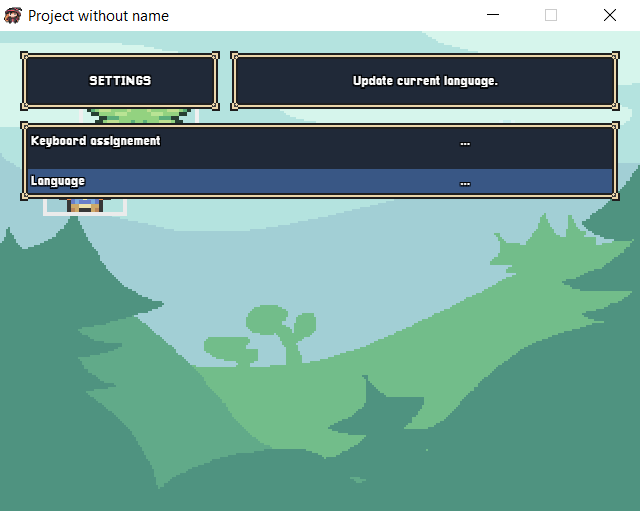 Project without name
SETTINGS
Update current language.
Keyboard assignement
...
Language
...